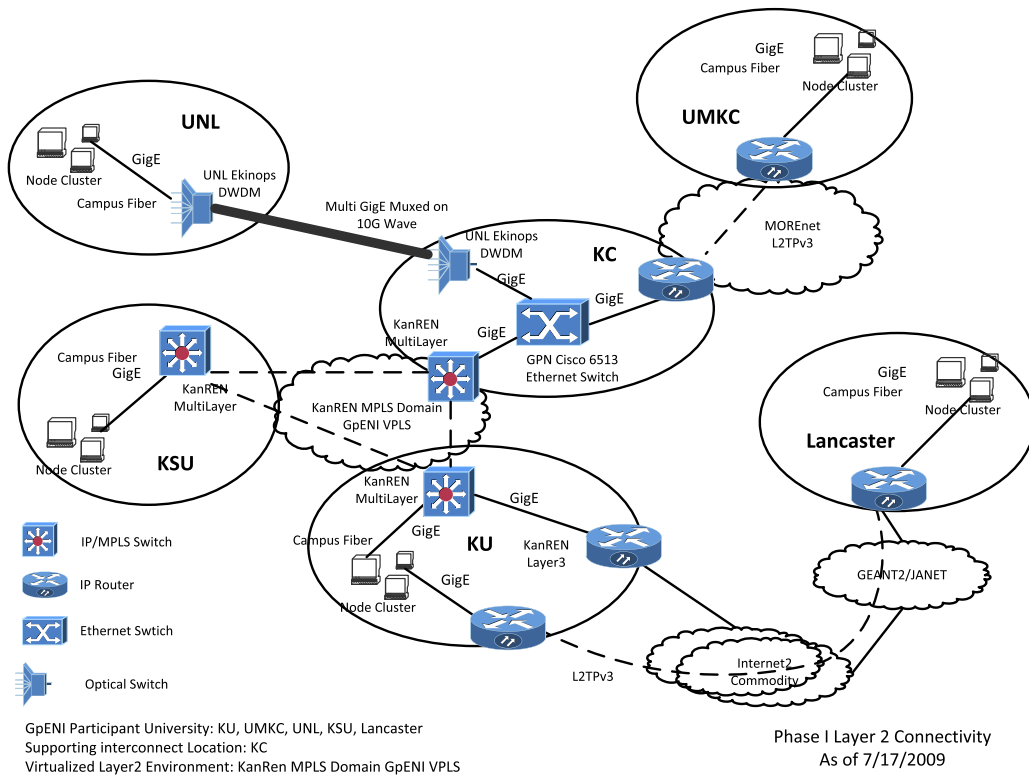 GigE
Campus Fiber
Node Cluster
UMKC
UNL
GigE
Node Cluster
Campus Fiber
UNL Ekinops
DWDM
Multi GigE Muxed on
10G Wave
MOREnet
L2TPv3
UNL Ekinops
DWDM
KC
GigE
GigE
GigE
KanREN
MultiLayer
GPN Cisco 6513
Ethernet Switch
Campus Fiber
GigE
KanREN
MultiLayer
Node Cluster
KSU
KanREN MPLS Domain
GpENI VPLS
GigE
Campus Fiber
Node Cluster
Lancaster
KanREN
MultiLayer
GigE
GigE
KU
Campus Fiber
KanREN
Layer3
GigE
Node Cluster
GEANT2/JANET
L2TPv3
Internet2
Commodity
IP/MPLS Switch
IP Router
Ethernet Swtich
Optical Switch
GpENI Participant University: KU, UMKC, UNL, KSU, Lancaster
Supporting interconnect Location: KC
Virtualized Layer2 Environment: KanRen MPLS Domain GpENI VPLS
Phase I Layer 2 Connectivity
As of 7/17/2009